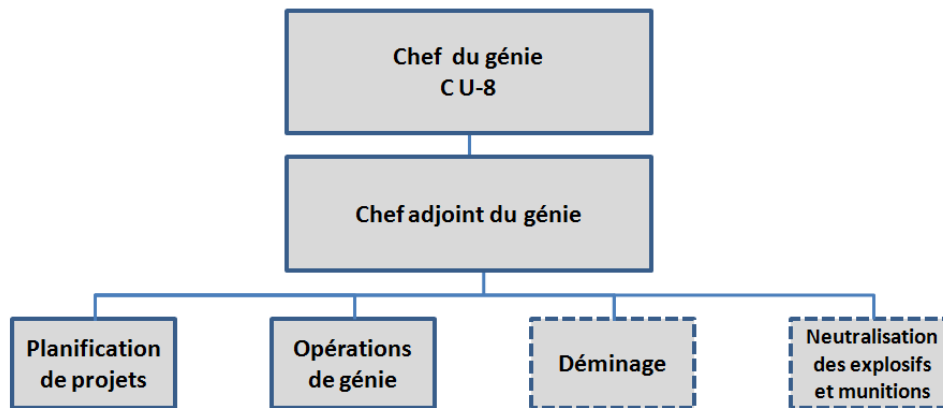 Chef du génie
C U-8
Chef adjoint du génie
Planification
de projets
Opérations
de génie
Déminage
Neutralisation
des explosifs
et munitions